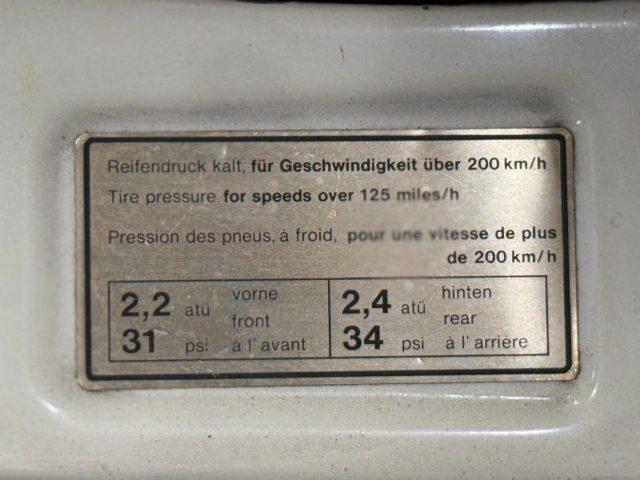 Reifendruck kalt, für Geschwindigkeit über 200 km/h
Tire pressure for speeds over 125 miles/h
Pression des pneus, à froid, pour une vitesse de plus
de 200 km/h
2,2 atü vorne
front
31 psi à l'avant
2,4 atü hinten
rear
34 psi à l'arrière